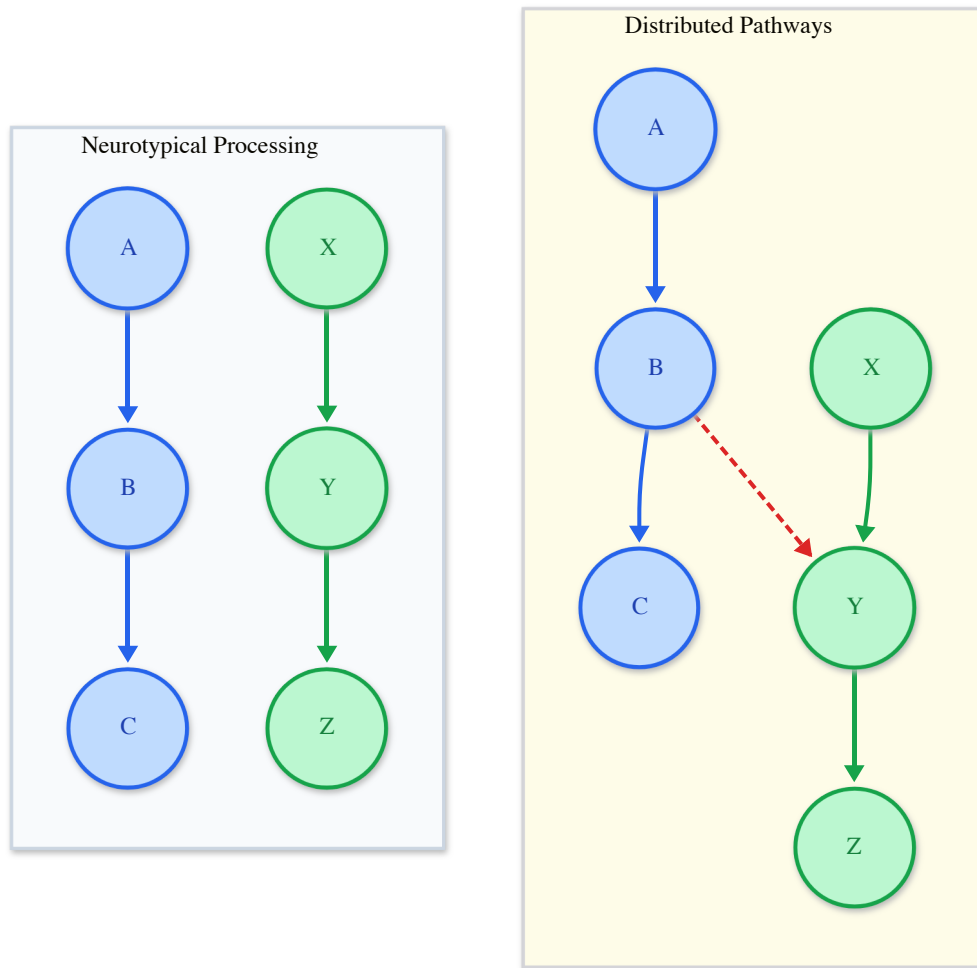 Neurotypical Processing
A
X
B
Y
C
Z
Distributed Pathways
A
B
X
C
Y
Z